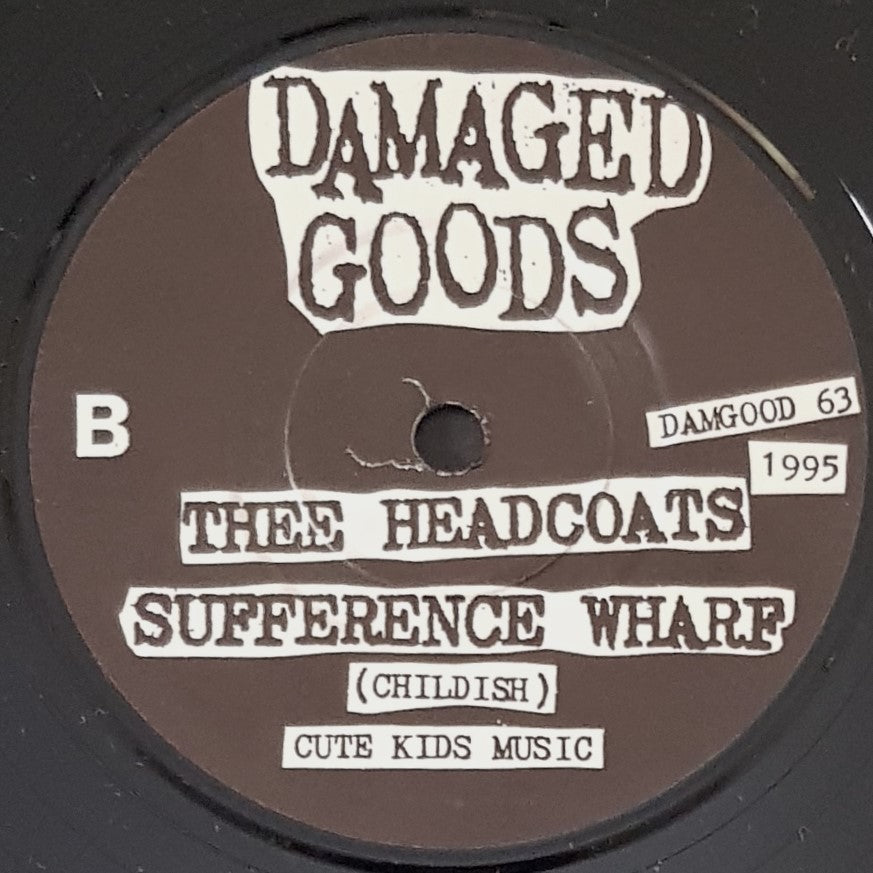 DAMAGED
GOODS
B
DAMGOOD 63
1995
THEE HEADCOATS
SUFFERENCE WHARF
(CHILDISH)
CUTE KIDS MUSIC